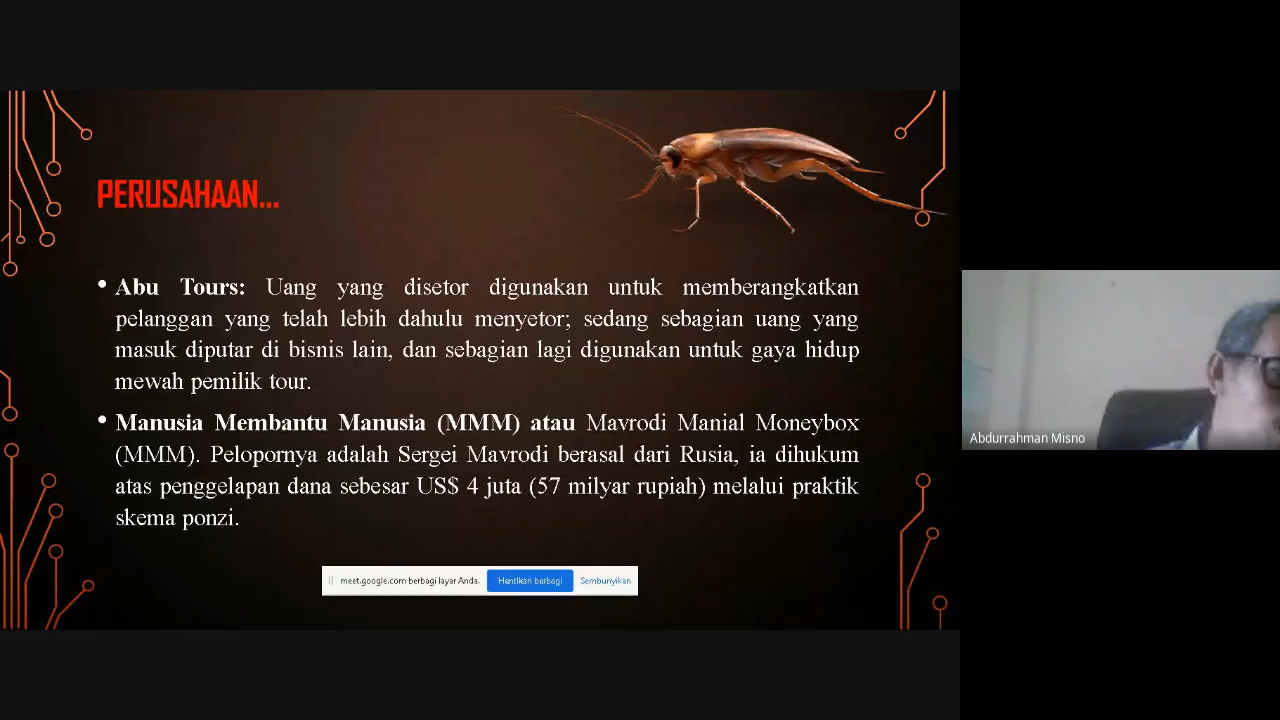 PERUSAHAAN...
• Abu Tours: Uang yang disetor digunakan untuk memberangkatkan
pelanggan yang telah lebih dahulu menyetor; sedang sebagian uang yang
masuk diputar di bisnis lain, dan sebagian lagi digunakan untuk gaya hidup
mewah pemilik tour.
• Manusia Membantu Manusia (MMM) atau Mavrodi Manial Moneybox
(MMM). Pelopornya adalah Sergei Mavrodi berasal dari Rusia, ia dihukum
atas penggelapan dana sebesar US$ 4 juta (57 milyar rupiah) melalui praktik
skema ponzi.
meet.google.com berbagi layar Anda. Hentikan berbagi Sembunyikan
Abdurrahman Misno